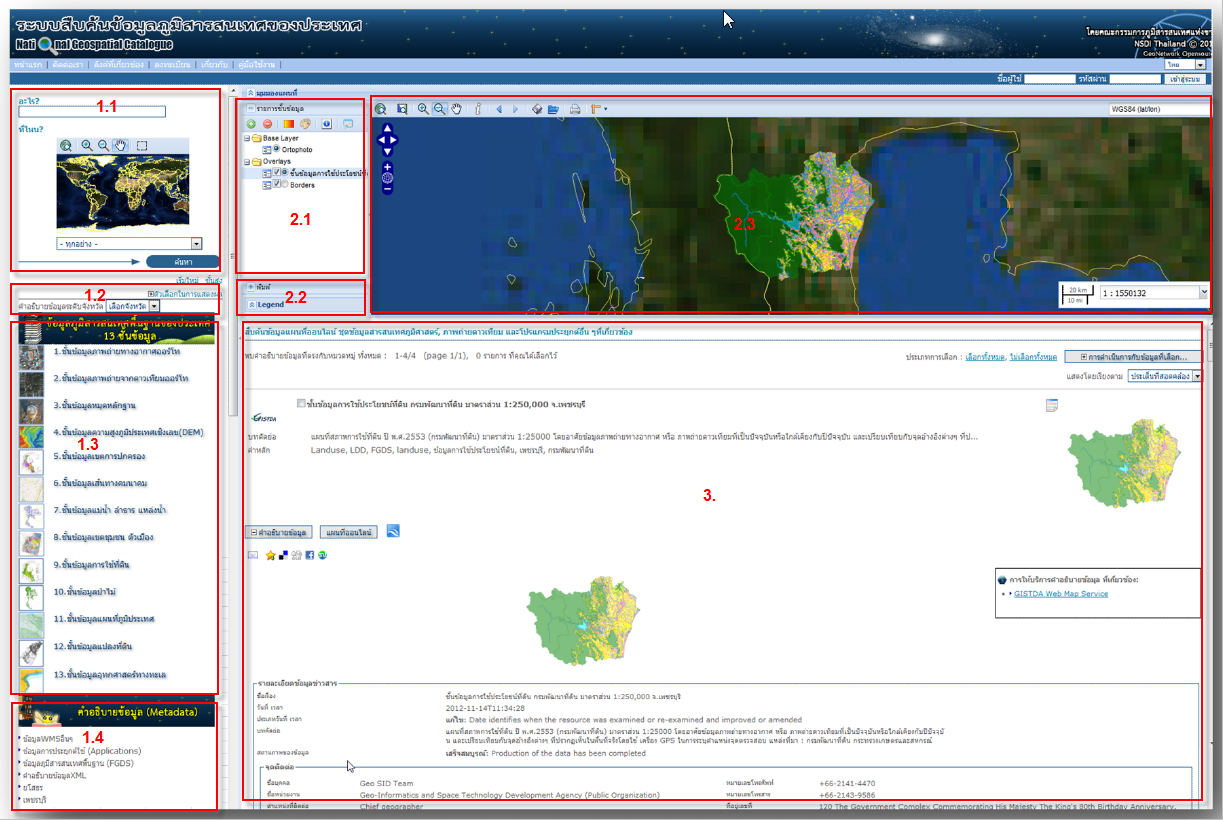 ระบบสืบค้นข้อมูลภูมิสารสนเทศของประเทศ
Nati nal Geospatial Catalogue
โดยคณะกรรมการภูมิสารสนเทศแห่งชา
NSDI Thailand © 201
GeoNetwork Opensour
หน้าแรก | ติดต่อเรา | ลิงค์ที่เกี่ยวข้อง | ลงทะเบียน | เกี่ยวกับ | คู่มือใช้งาน |
ไทย
ชื่อผู้ใช้ รหัสผ่าน เข้าสู่ระบบ
อะไร?
1.1
ที่ไหน?
- ทุกอย่าง -
ค้นหา
เริ่มใหม่ ขั้นสูง
ตัวเลือกในการแสดงผล
1.2
คำอธิบายข้อมูลระดับจังหวัด เลือกจังหวัด
ข้อมูลภูมิสารสนเทศพื้นฐานของประเทศ
13 ชั้นข้อมูล
1.ชั้นข้อมูลภาพถ่ายทางอากาศออร์โท
2.ชั้นข้อมูลภาพถ่ายจากดาวเทียมออร์โท
3.ชั้นข้อมูลหมุดหลักฐาน
4.ชั้นข้อมูลความสูงภูมิประเทศเชิงเลข(DEM)
1.3
5.ชั้นข้อมูลเขตการปกครอง
6.ชั้นข้อมูลเส้นทางคมนาคม
7.ชั้นข้อมูลแม่น้ำ ลำธาร แหล่งน้ำ
8.ชั้นข้อมูลเขตชุมชน ตัวเมือง
9.ชั้นข้อมูลการใช้ที่ดิน
10.ชั้นข้อมูลป่าไม้
11.ชั้นข้อมูลแผนที่ภูมิประเทศ
12.ชั้นข้อมูลแปลงที่ดิน
13.ชั้นข้อมูลอุทกศาสตร์ทางทะเล
คำอธิบายข้อมูล (Metadata)
1.4
ข้อมูลWMSอื่นๆ
ข้อมูลการประยุกต์ใช้ (Applications)
ข้อมูลภูมิสารสนเทศพื้นฐาน (FGDS)
คำอธิบายข้อมูลXML
ยโสธร
เพชรบุรี
มุมมองแผนที่
รายการชั้นข้อมูล
Base Layer
Ortophoto
Overlays
ชั้นข้อมูลการใช้ประโยชน์ที่
Borders
2.1
พิมพ์
2.2
Legend
WGS84 (lat/lon)
2.3
20 km
10 mi
1 : 1550132
สืบค้นข้อมูลแผนที่ออนไลน์ ชุดข้อมูลสารสนเทศภูมิศาสตร์, ภาพถ่ายดาวเทียม และโปรแกรมประยุกต์อื่น ๆที่เกี่ยวข้อง
พบคำอธิบายข้อมูลที่ตรงกับหมวดหมู่ ทั้งหมด : 1-4/4 (page 1/1), 0 รายการ ที่คุณได้เลือกไว้
ประเภทการเลือก : เลือกทั้งหมด, ไม่เลือกทั้งหมด
การดำเนินการกับข้อมูลที่เลือก...
แสดงโดยเรียงตาม ประเด็นที่สอดคล้อง
GISTDA
ชั้นข้อมูลการใช้ประโยชน์ที่ดิน กรมพัฒนาที่ดิน มาตราส่วน 1:250,000 จ.เพชรบุรี
บทคัดย่อ แผนที่สภาพการใช้ที่ดิน ปี พ.ศ.2553 (กรมพัฒนาที่ดิน) มาตราส่วน 1:25000 โดยอาศัยข้อมูลภาพถ่ายทางอากาศ หรือ ภาพถ่ายดาวเทียมที่เป็นปัจจุบันหรือใกล้เคียงกับปีปัจจุบัน และเปรียบเทียบกับจุดอ้างอิงต่างๆ ที่ป...
คำหลัก Landuse, LDD, FGDS, landuse, ข้อมูลการใช้ประโยชน์ที่ดิน, เพชรบุรี, กรมพัฒนาที่ดิน
3.
คำอธิบายข้อมูล แผนที่ออนไลน์
การให้บริการคำอธิบายข้อมูล ที่เกี่ยวข้อง:
GISTDA Web Map Service
รายละเอียดข้อมูลข่าวสาร
ชื่อเรื่อง ชั้นข้อมูลการใช้ประโยชน์ที่ดิน กรมพัฒนาที่ดิน มาตราส่วน 1:250,000 จ.เพชรบุรี
วันที่ เวลา 2012-11-14T11:34:28
ประเภทวันที่ เวลา แก้ไข: Date identifies when the resource was examined or re-examined and improved or amended
บทคัดย่อ แผนที่สภาพการใช้ที่ดิน ปี พ.ศ.2553 (กรมพัฒนาที่ดิน) มาตราส่วน 1:25000 โดยอาศัยข้อมูลภาพถ่ายทางอากาศ หรือ ภาพถ่ายดาวเทียมที่เป็นปัจจุบันหรือใกล้เคียงกับปีปัจจุบัน
และเปรียบเทียบกับจุดอ้างอิงต่างๆ ที่ปรากฏเห็นในพื้นที่จริงโดยใช้ เครื่อง GPS ในการระบุตำแหน่งจุดตรวจสอบ แหล่งที่มา : กรมพัฒนาที่ดิน กระทรวงเกษตรและสหกรณ์
สถานภาพของข้อมูล เสร็จสมบูรณ์: Production of the data has been completed
จุดติดต่อ
ชื่อบุคคล Geo SID Team หมายเลขโทรศัพท์ +66-2141-4470
ชื่อหน่วยงาน Geo-Informatics and Space Technology Development Agency (Public Organization) หมายเลขโทรสาร +66-2143-9586
ตำแหน่งที่ติดต่อ Chief geographer ที่อยู่เลขที่ 120 The Government Complex Commemorating His Majesty The King's 80th Birthday Anniversary,